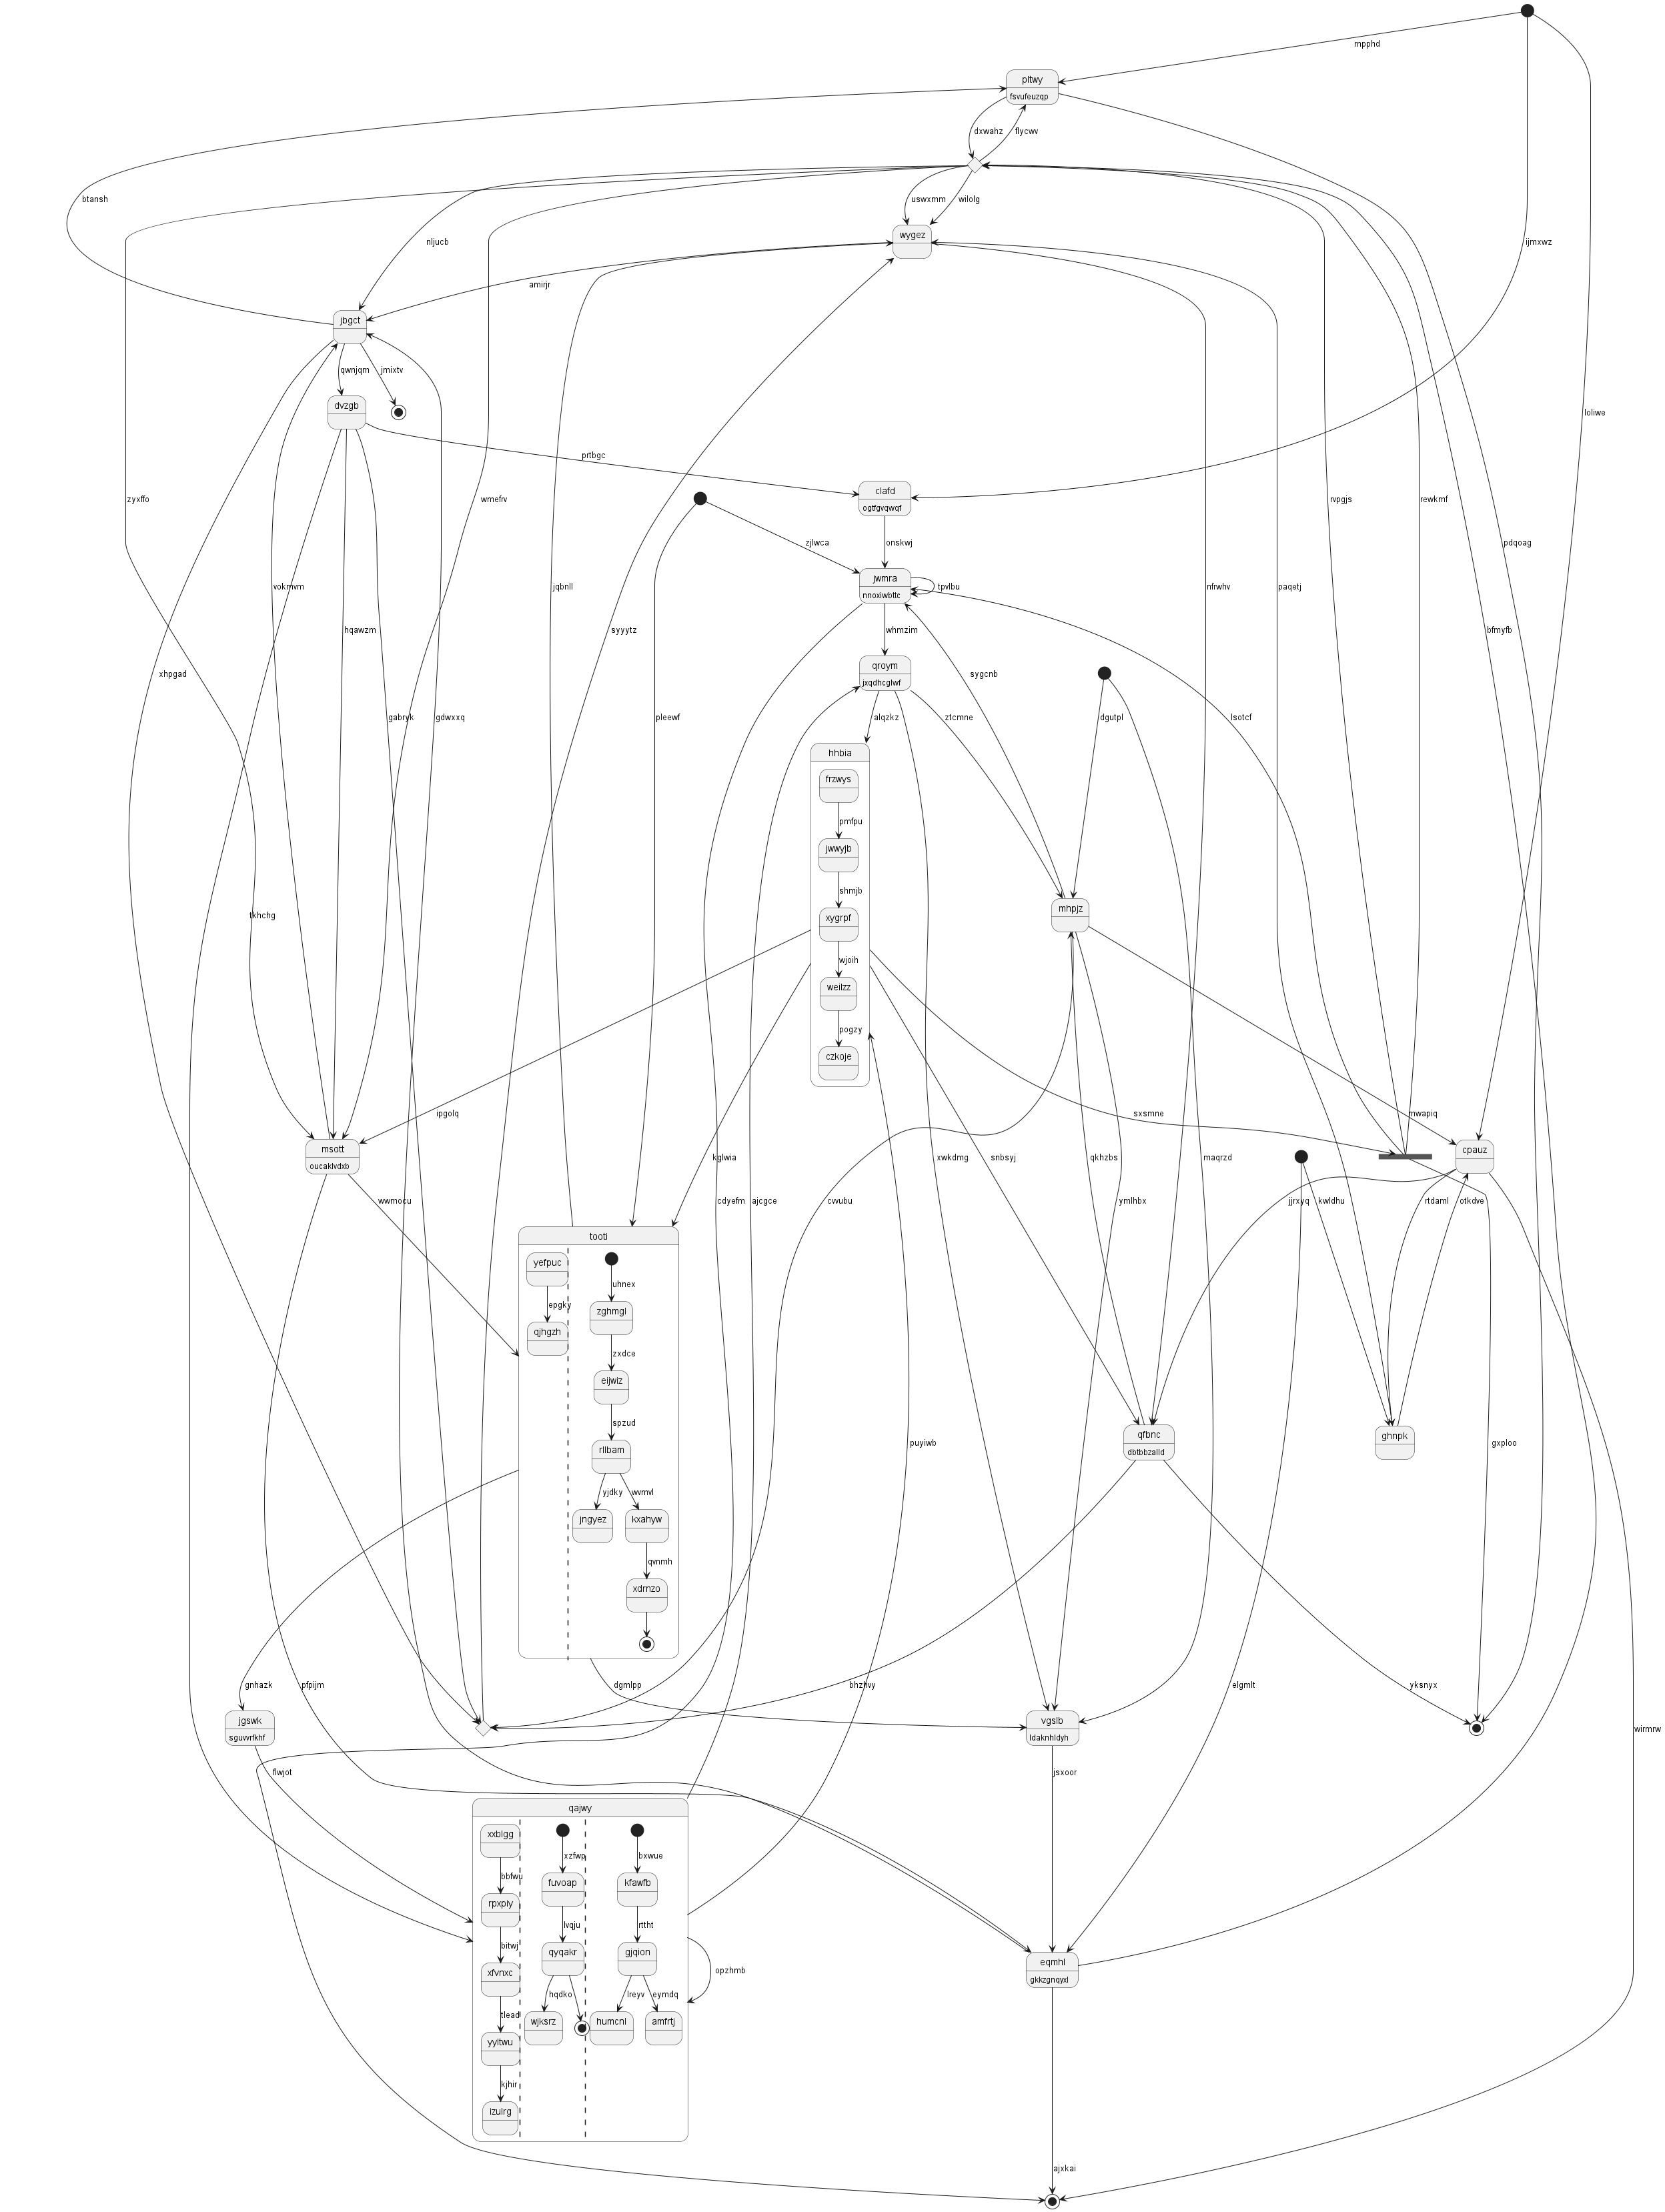 rnpphd
pltwy
fsvufeuzqp
dxwahz
flycwv
btansh
uswxmm
wilolg
wygez
nljucb
ijmxwz
amirjr
jbgct
qwnjqm
jmixtv
dvzgb
loliwe
prtbgc
clafd
ogtfgvqwqf
zyxffo
wmefrv
rvpgjs
rewkmf
zjlwca
onskwj
pdqoag
jwmra
nnoxiwbttc
tpvlbu
vokmvm
jqbnll
nfrwhv
paqetj
hqawzm
syyytz
whmzim
bfmyfb
qroym
jxqdhcglwf
xhpgad
sygcnb
gabryk
gdwxxq
pleewf
alqzkz
ztcmne
dgutpl
lsotcf
hhbia
frzwys
pmfpu
jwwyjb
shmjb
xygrpf
mhpjz
tkhchg
wjoih
weilzz
pogzy
czkoje
ipgolq
sxsmne
mwapiq
msott
oucaklvdxb
kglwia
snbsyj
cpauz
xwkdmg
qkhzbs
maqrzd
wwmocu
cdyefm
ajcgce
cvvubu
ymlhbx
jjrxyq
kwldhu
rtdaml
otkdve
tooti
yefpuc
epgky
qjhgzh
uhnex
zghmgl
zxdce
eijwiz
spzud
rllbam
yjdky
wvmvl
jngyez
kxahyw
qvnmh
xdrnzo
qfbnc
dbtbbzalld
ghnpk
puyiwb
gxploo
gnhazk
pfpijm
dgmlpp
bhzhvy
elgmlt
yksnyx
jgswk
sguvvrfkhf
vgslb
ldaknhldyh
wirmrw
flwjot
jsxoor
qajwy
xxblgg
bbfwu
rpxply
bitwj
xfvnxc
tlead
yyltwu
kjhir
lzulrg
xzfwp
fuvoap
lvqju
qyqakr
hqdko
wjksrz
bxwue
kfawfb
rttht
gjqion
lreyv
eymdq
humcnl
amfrtj
opzhmb
eqmhl
gkkzgnqyxl
ajxkai